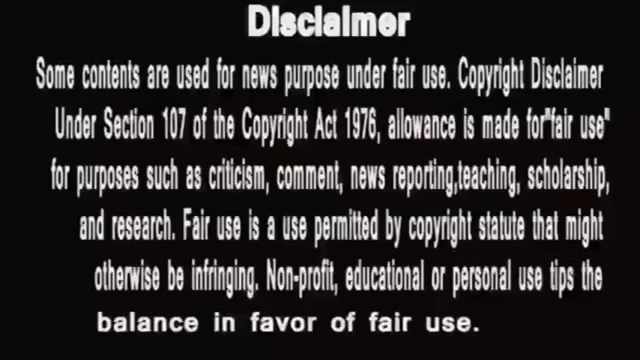 Disclaimer
Some contents are used for news purpose under fair use. Copyright Disclaimer
Under Section 107 of the Copyright Act 1976, allowance is made for"fair use"
for purposes such as criticism, comment, news reporting,teaching, scholarship,
and research. Fair use is a use permitted by copyright statute that might
otherwise be infringing. Non-profit, educational or personal use tips the
balance in favor of fair use.